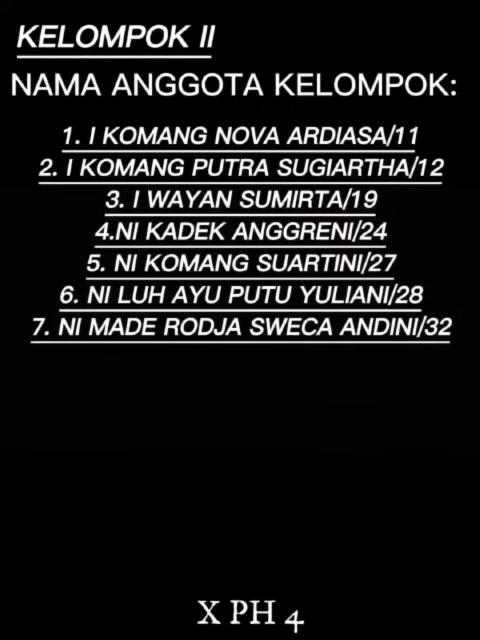 KELOMPOK II
NAMA ANGGOTA KELOMPOK:
1. I KOMANG NOVA ARDIASA/11
2. I KOMANG PUTRA SUGIARTHA/12
3. I WAYAN SUMIRTA/19
4.NI KADEK ANGGRENI/24
5. NI KOMANG SUARTINI/27
6. NI LUH AYU PUTU YULIANI/28
7. NI MADE RODJA SWECA ANDINI/32
X PH 4